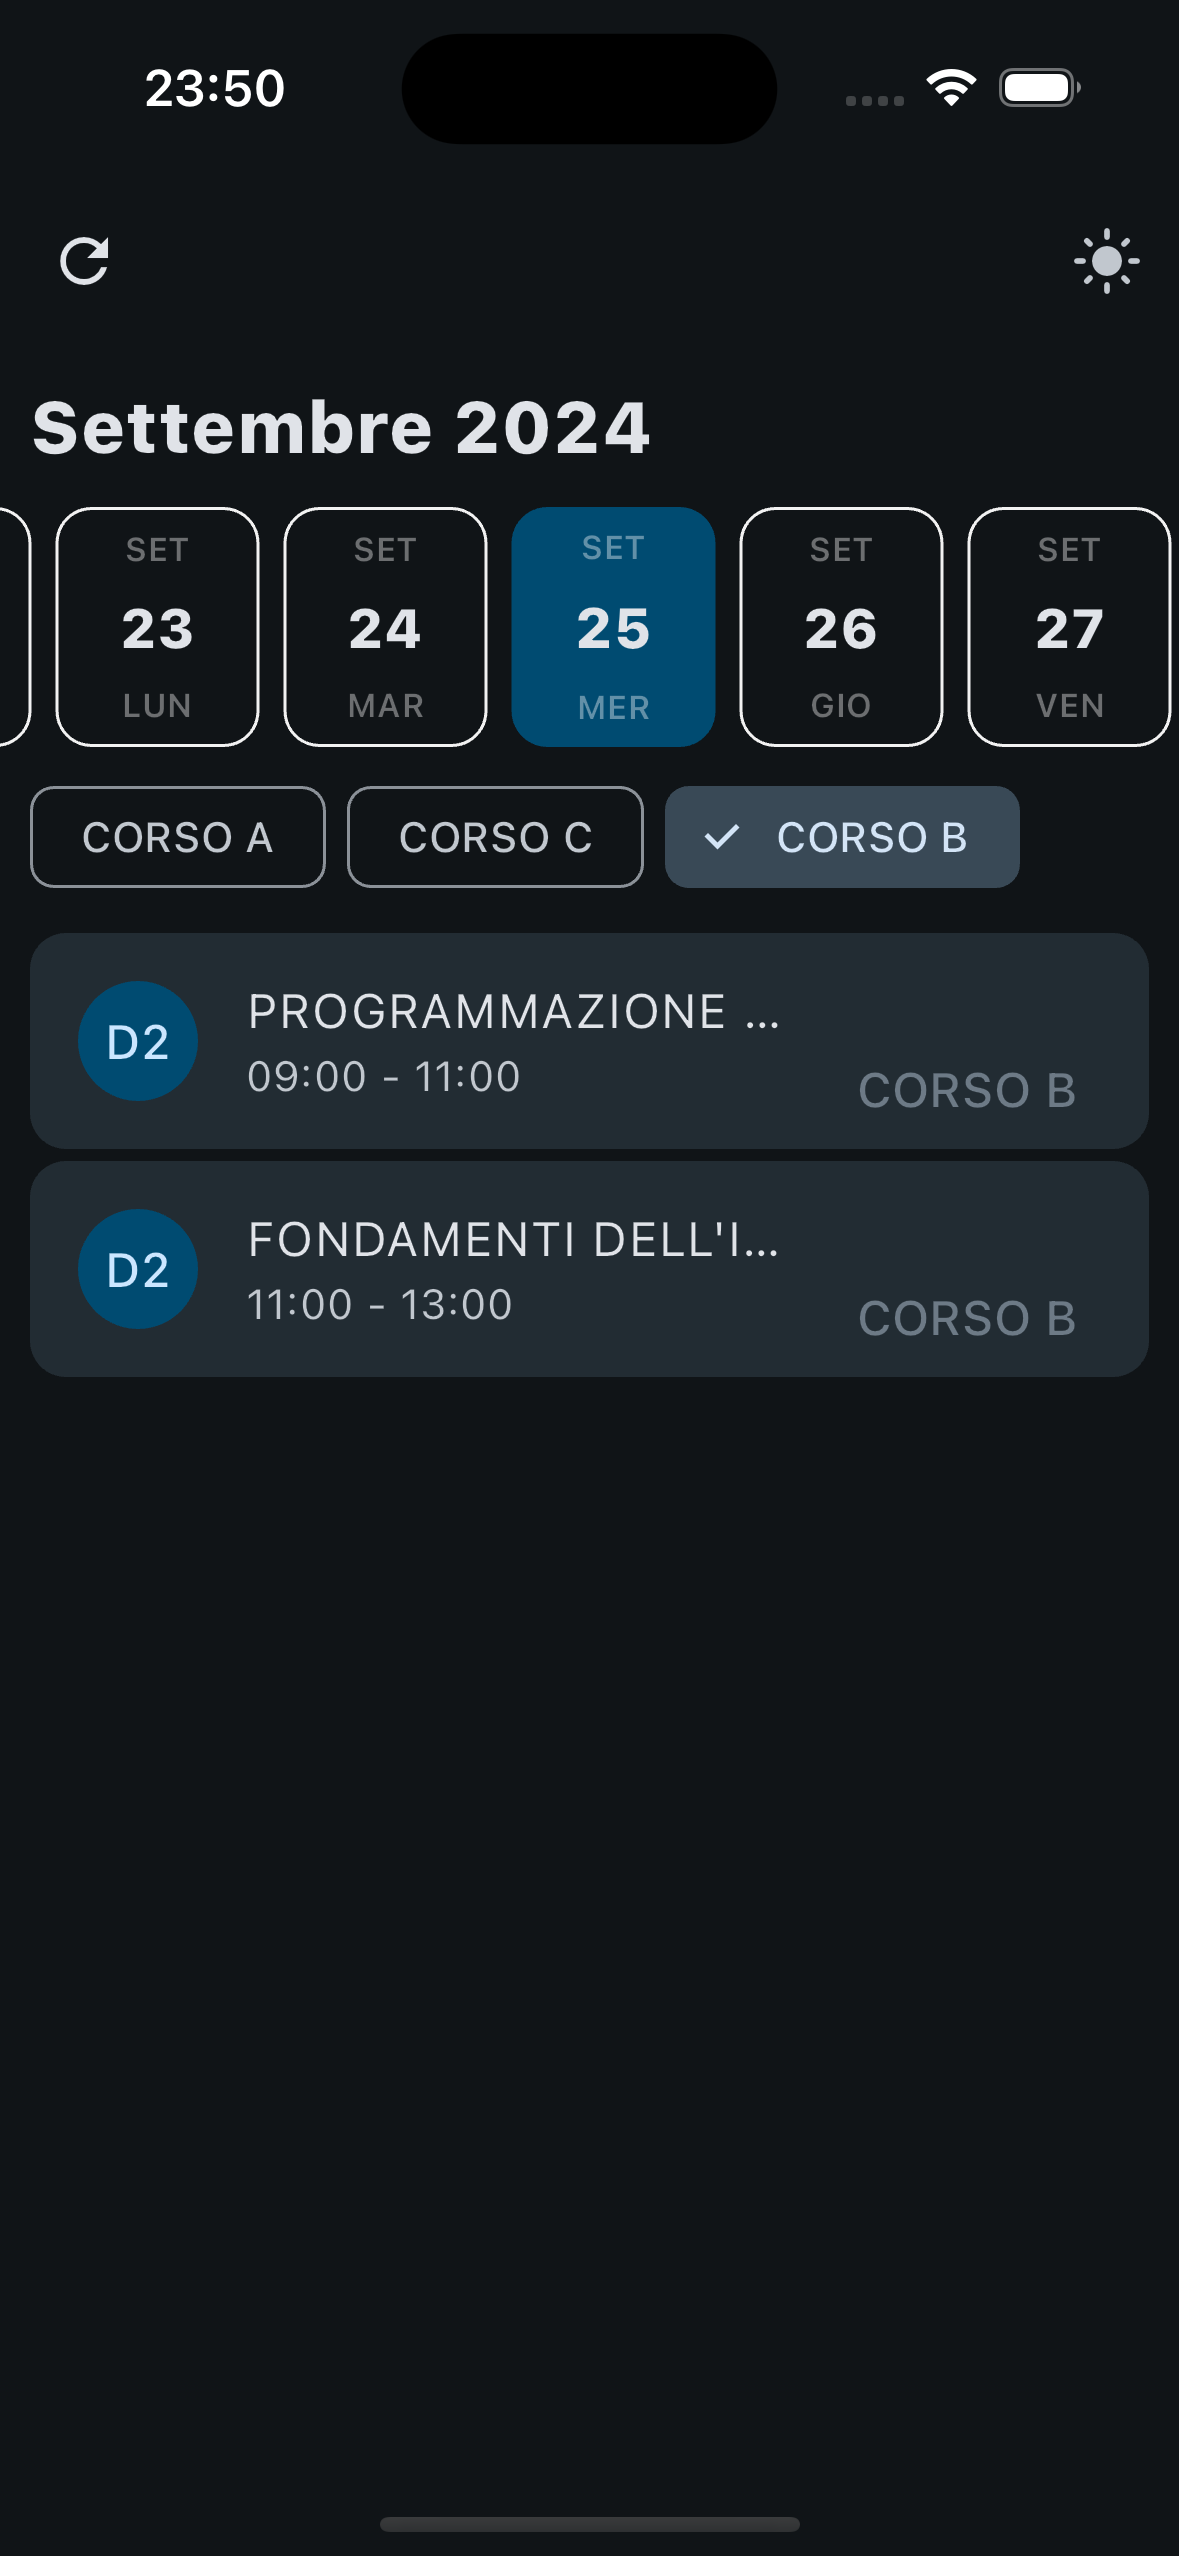 23:50
Settembre 2024
SET SET SET SET SET
23 24 25 26 27
LUN MAR MER GIO VEN
CORSO A CORSO C CORSO B
D2 PROGRAMMAZIONE ...
09:00 - 11:00
CORSO B
D2 FONDAMENTI DELL'I...
11:00 - 13:00
CORSO B